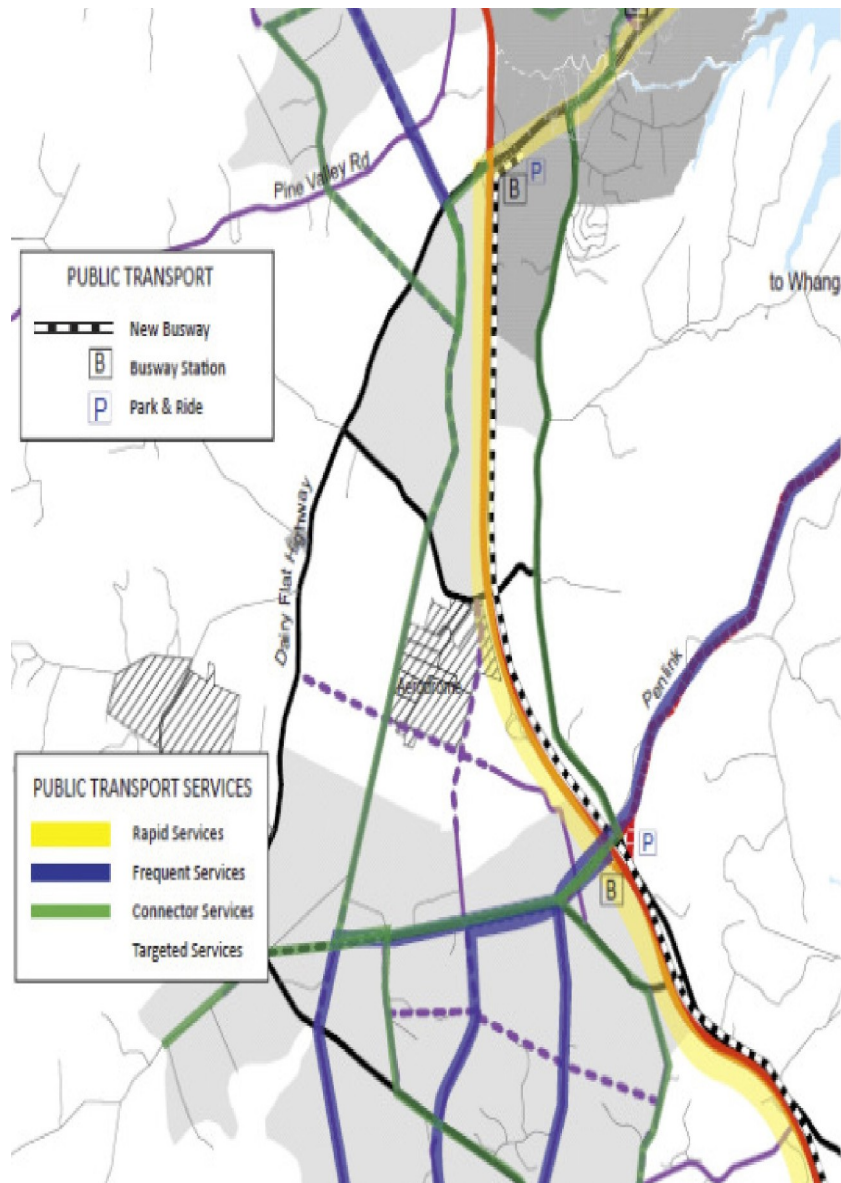 Pine Valley Rd
B
P
PUBLIC TRANSPORT
New Busway
B Busway Station
P Park & Ride
to Whang
Dairy Flat Highway
Aerodrome
Penlink
PUBLIC TRANSPORT SERVICES
Rapid Services
Frequent Services
Connector Services
Targeted Services
P
B